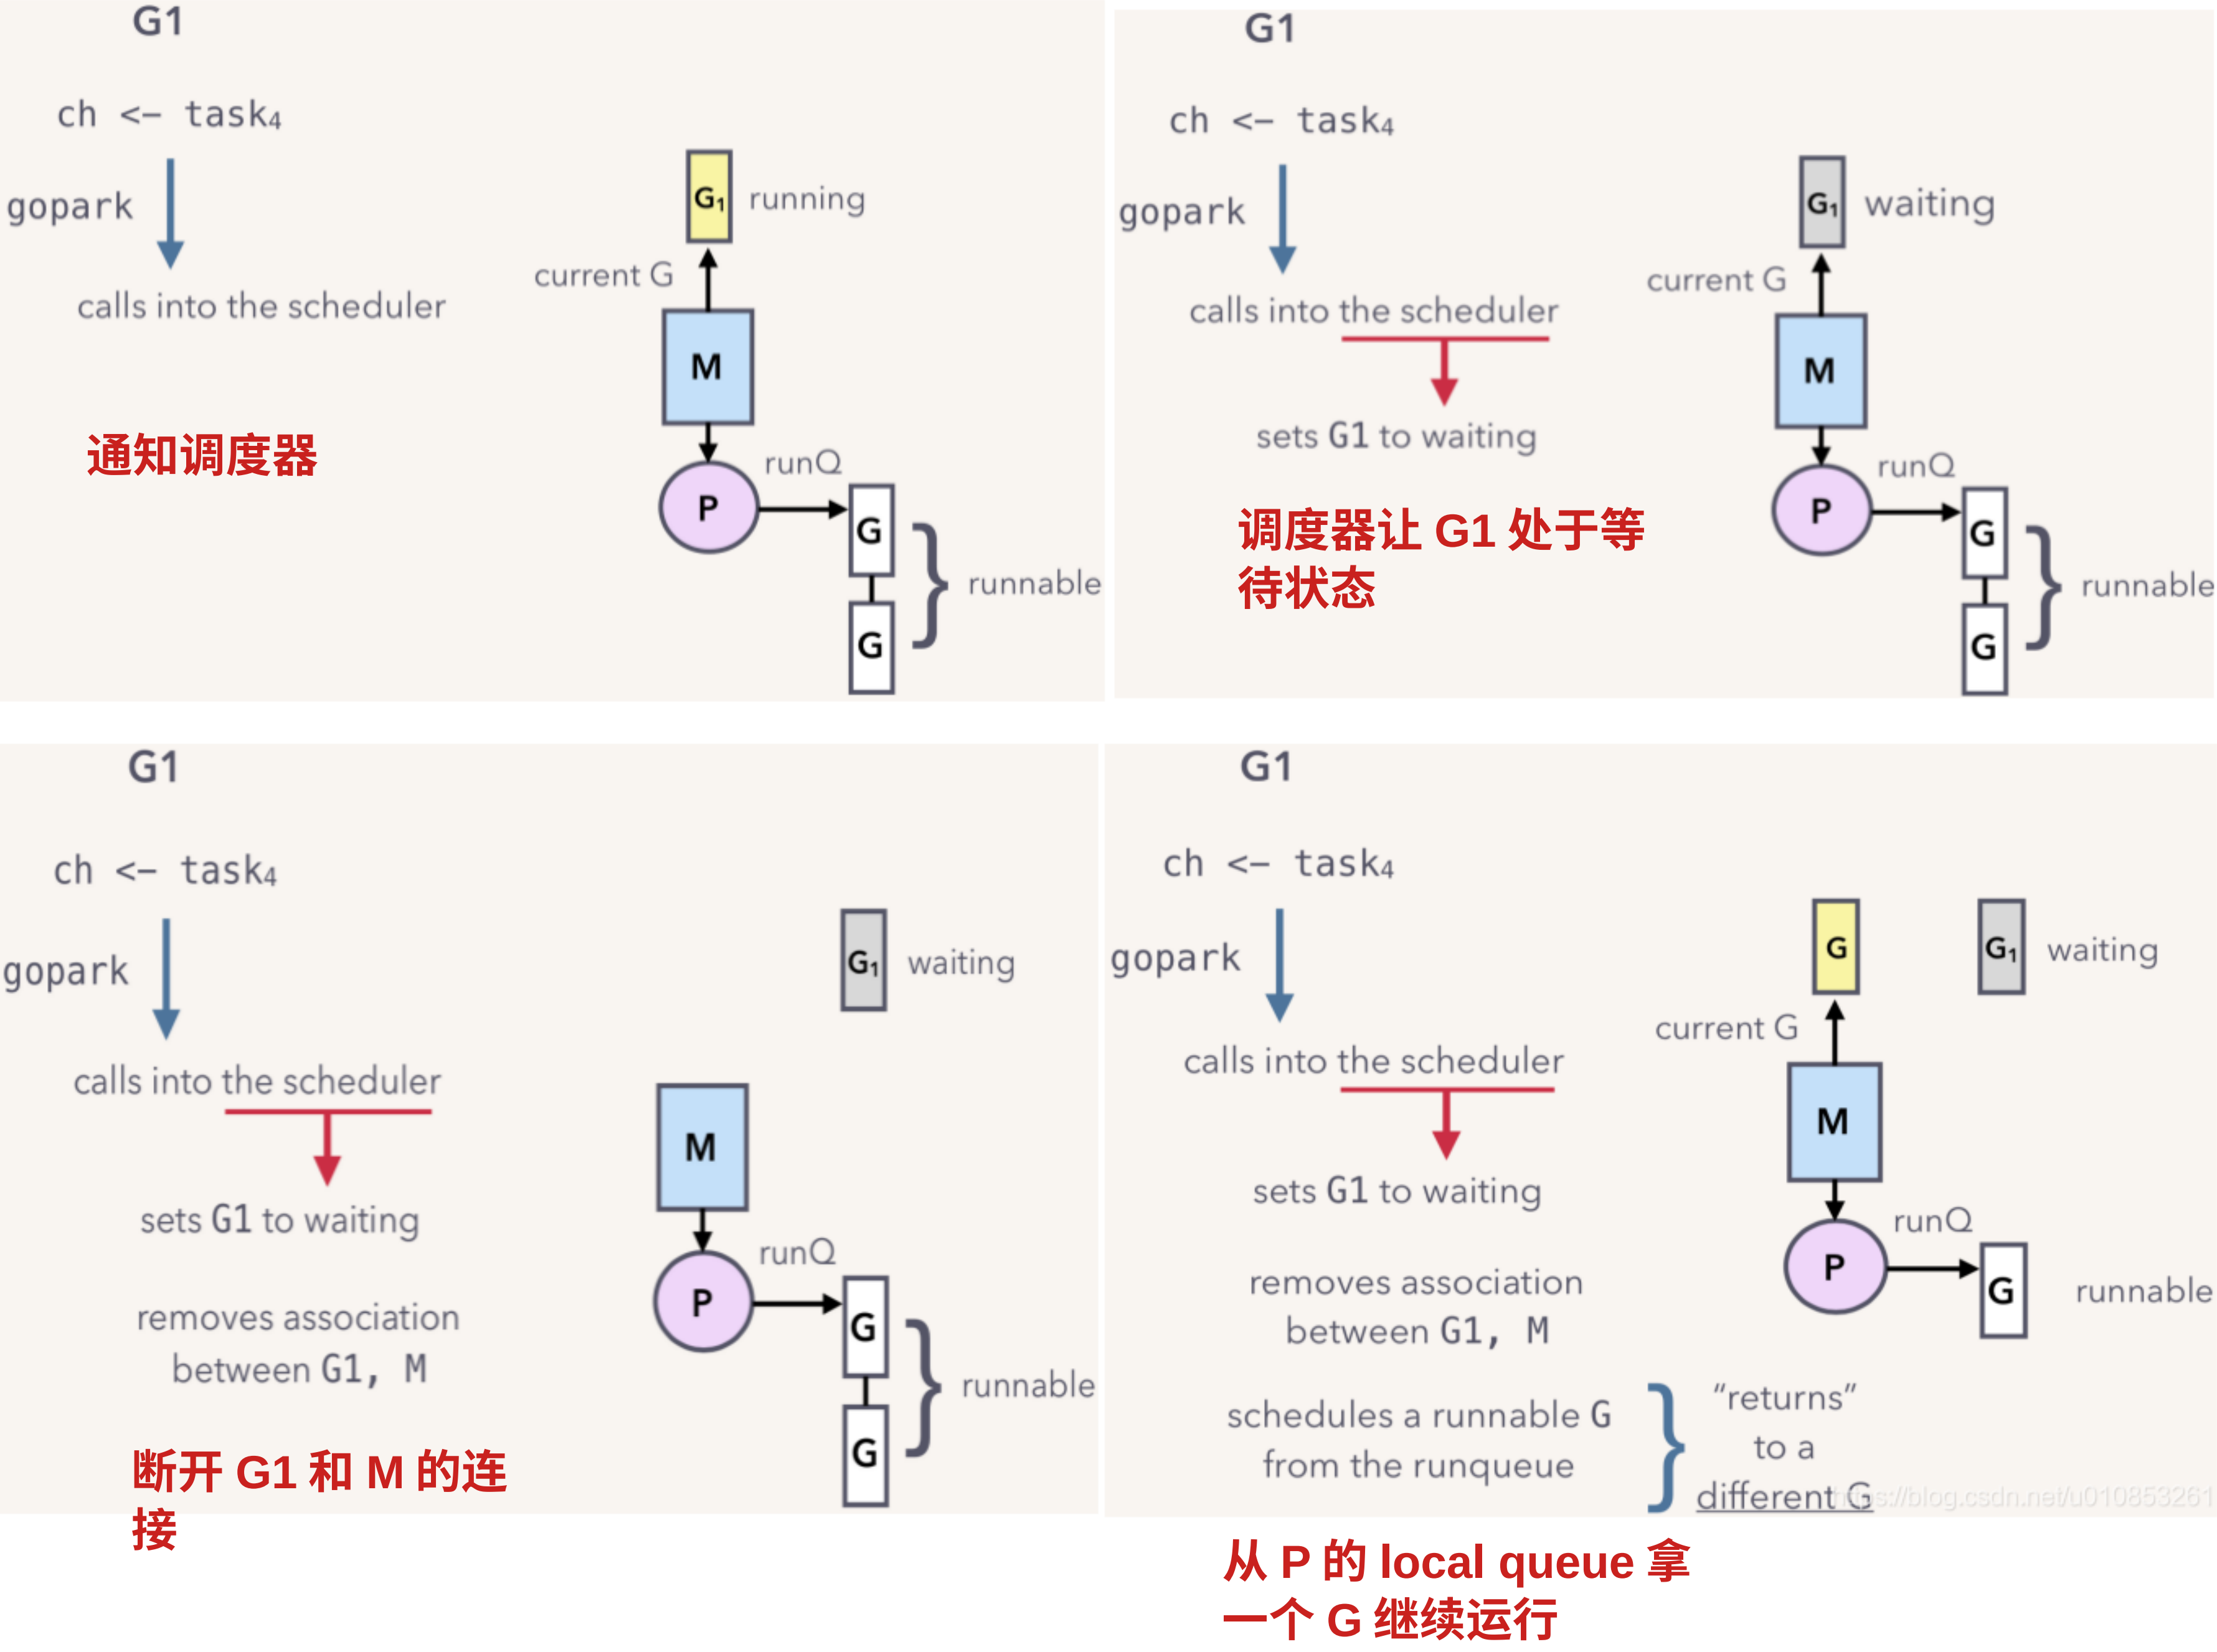 G1
ch <- task4
gopark
calls into the scheduler
通知调度器
G1
running
current G
M
runQ
P
G
G
runnable
G1
ch <- task4
gopark
calls into the scheduler
sets G1 to waiting
调度器让 G1 处于等
待状态
G1
waiting
current G
M
runQ
P
G
G
runnable
G1
ch <- task4
gopark
calls into the scheduler
sets G1 to waiting
removes association
between G1, M
断开 G1 和 M 的连
接
G1
waiting
M
runQ
P
G
G
runnable
G1
ch <- task4
gopark
calls into the scheduler
sets G1 to waiting
removes association
between G1, M
schedules a runnable G
from the runqueue
"returns"
to a
different G
G
G1
waiting
current G
M
runQ
P
G
runnable
https://blog.csdn.net/u010853261
从 P 的 local queue 拿
一个 G 继续运行